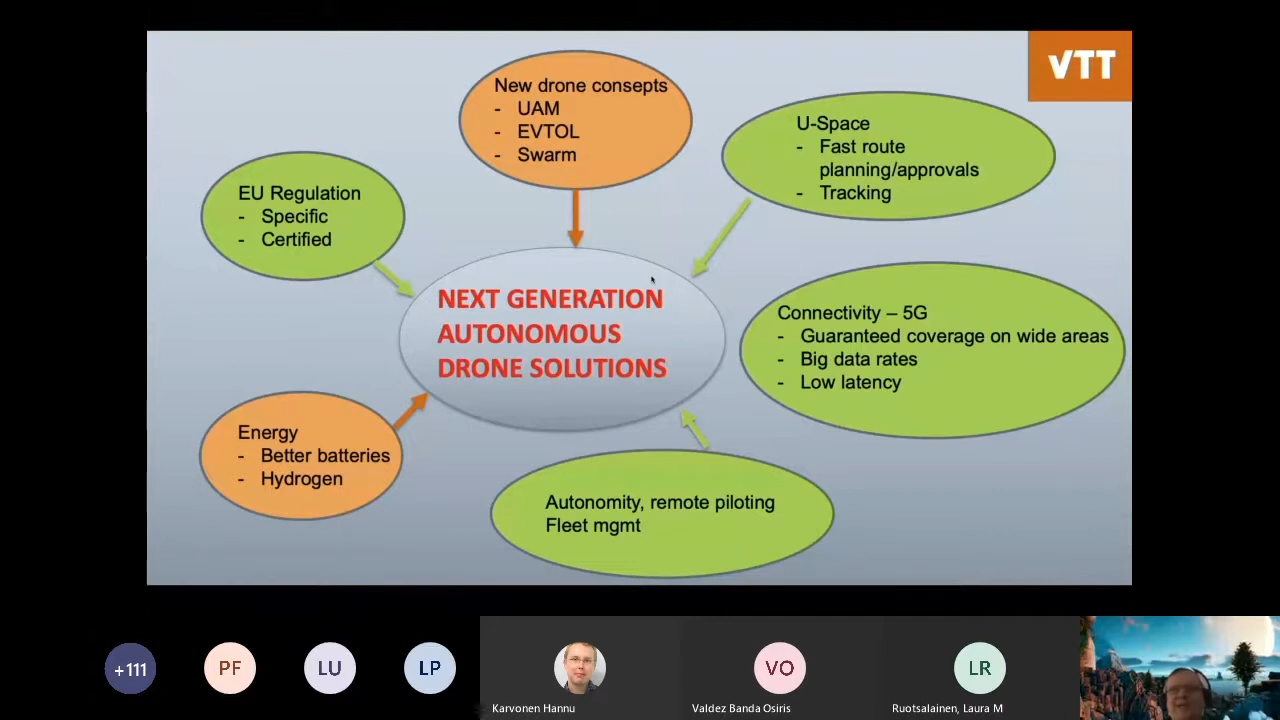 VTT
New drone consepts
- UAM
- EVTOL
- Swarm
U-Space
- Fast route
planning/approvals
- Tracking
EU Regulation
- Specific
- Certified
NEXT GENERATION
AUTONOMOUS
DRONE SOLUTIONS
Connectivity – 5G
- Guaranteed coverage on wide areas
- Big data rates
- Low latency
Energy
- Better batteries
- Hydrogen
Autonomity, remote piloting
Fleet mgmt
+111
PF
LU
LP
VO
LR
Karvonen Hannu
Valdez Banda Osiris
Ruotsalainen, Laura M